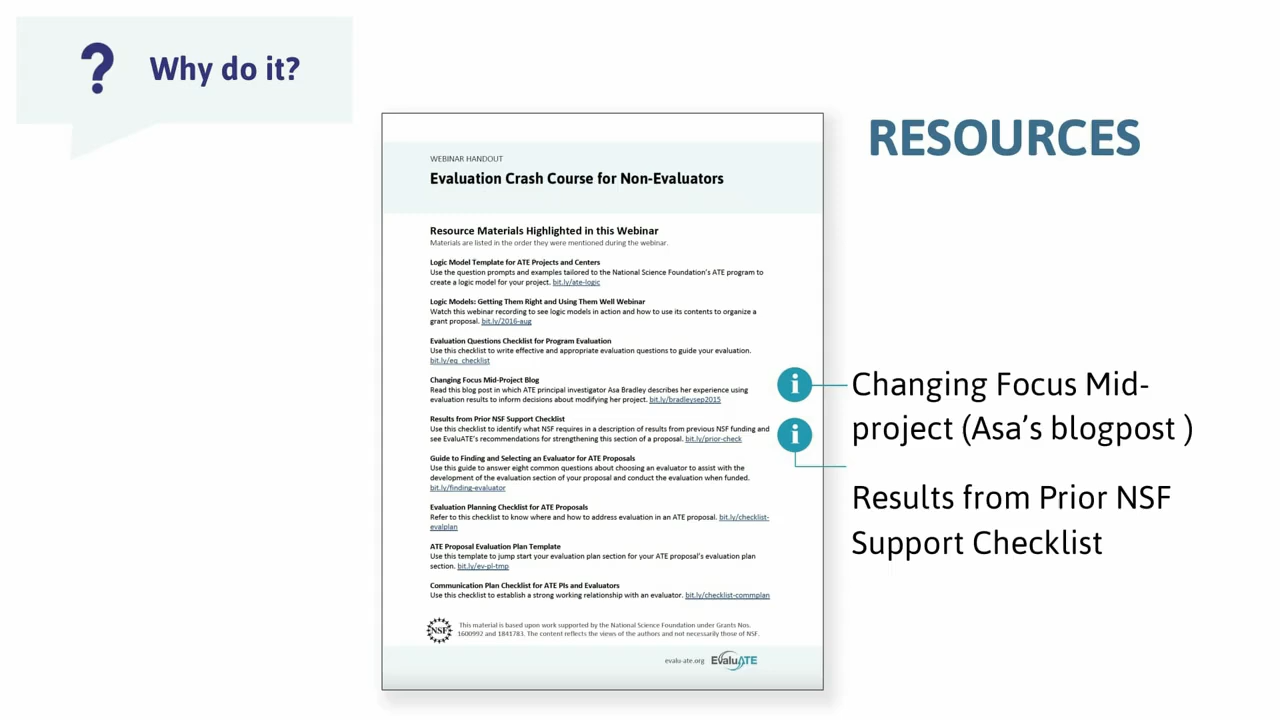 ? Why do it?
RESOURCES
WEBINAR HANDOUT
Evaluation Crash Course for Non-Evaluators
Resource Materials Highlighted in this Webinar
Materials are listed in the order they were mentioned during the webinar.
Logic Model Template for ATE Projects and Centers
Use the question prompts and examples tailored to the National Science Foundation's ATE program to
create a logic model for your project. bit.ly/ate-logic
Logic Models: Getting Them Right and Using Them Well Webinar
Watch this webinar recording to see logic models in action and how to use its contents to organize a
grant proposal. bit.ly/2016-aug
Evaluation Questions Checklist for Program Evaluation
Use this checklist to write effective and appropriate evaluation questions to guide your evaluation.
bit.ly/eq_checklist
Changing Focus Mid-Project Blog
Read this blog post in which ATE principal investigator Asa Bradley describes her experience using
evaluation results to inform decisions about modifying her project. bit.ly/bradleysep2015
Results from Prior NSF Support Checklist
Use this checklist to identify what NSF requires in a description of results from previous NSF funding and
see EvaluATE's recommendations for strengthening this section of a proposal. bit.ly/prior-check
Guide to Finding and Selecting an Evaluator for ATE Proposals
Use this guide to answer eight common questions about choosing an evaluator to assist with the
development of the evaluation section of your proposal and conduct the evaluation when funded.
bit.ly/finding-evaluator
Evaluation Planning Checklist for ATE Proposals
Refer to this checklist to know where and how to address evaluation in an ATE proposal. bit.ly/checklist-
evalplan
ATE Proposal Evaluation Plan Template
Use this template to jump start your evaluation plan section for your ATE proposal's evaluation plan
section. bit.ly/ev-pl-tmp
Communication Plan Checklist for ATE PIs and Evaluators
Use this checklist to establish a strong working relationship with an evaluator. bit.ly/checklist-commplan
NSF
This material is based upon work supported by the National Science Foundation under Grants Nos.
1600992 and 1841783. The content reflects the views of the authors and not necessarily those of NSF.
evalu-ate.org EvaluATE
i Changing Focus Mid-
project (Asa's blogpost )
i Results from Prior NSF
Support Checklist